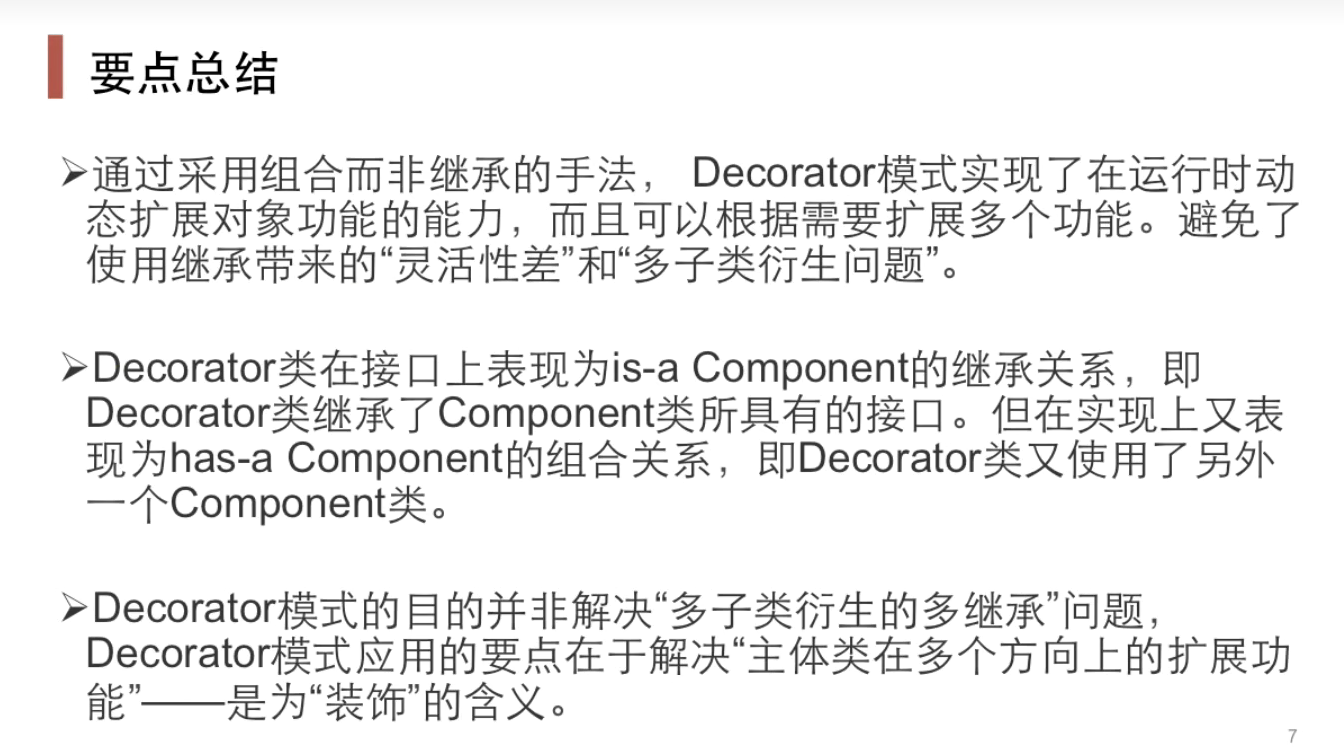 要点总结
➢通过采用组合而非继承的手法， Decorator模式实现了在运行时动
态扩展对象功能的能力，而且可以根据需要扩展多个功能。避免了
使用继承带来的“灵活性差”和“多子类衍生问题”。
➢Decorator类在接口上表现为is-a Component的继承关系，即
Decorator类继承了Component类所具有的接口。但在实现上又表
现为has-a Component的组合关系，即Decorator类又使用了另外
一个Component类。
➢Decorator模式的目的并非解决“多子类衍生的多继承”问题，
Decorator模式应用的要点在于解决“主体类在多个方向上的扩展功
能”——是为“装饰”的含义。
7